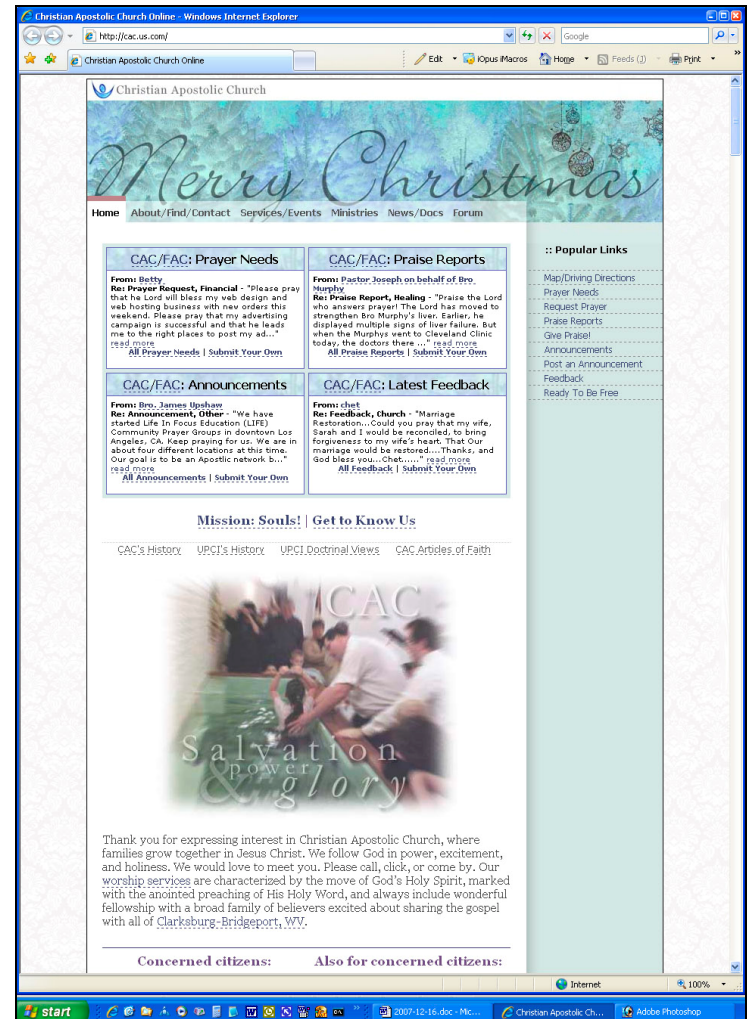 Christian Apostolic Church Online - Windows Internet Explorer
http://cac.us.com/
Google
Christian Apostolic Church Online
Edit
iOpus iMacros
Home
Feeds (J)
Print
»
Christian Apostolic Church
Merry Christmas
Home About/Find/Contact Services/Events Ministries News/Docs Forum
CAC/FAC: Prayer Needs
From: Betty
Re: Prayer Request, Financial - "Please pray
that he Lord will bless my web design and
web hosting business with new orders this
weekend. Please pray that my advertising
campaign is successful and that he leads
me to the right places to post my ad..."
read more
All Prayer Needs | Submit Your Own
CAC/FAC: Praise Reports
From: Pastor Joseph on behalf of Bro
Murphy
Re: Praise Report, Healing - "Praise the Lord
who answers prayer! The Lord has moved to
strengthen Bro Murphy's liver. Earlier, he
displayed multiple signs of liver failure. But
when the Murphys went to Cleveland Clinic
today, the doctors there ..." read more
All Praise Reports | Submit Your Own
CAC/FAC: Announcements
From: Bro. James Upshaw
Re: Announcement, Other - "We have
started Life In Focus Education (LIFE)
Community Prayer Groups in downtown Los
Angeles, CA. Keep praying for us. We are in
about four different locations at this time.
Our goal is to be an Apostlic network b..."
read more
All Announcements | Submit Your Own
CAC/FAC: Latest Feedback
From: chet
Re: Feedback, Church - "Marriage
Restoration...Could you pray that my wife,
Sarah and I would be reconciled, to bring
forgiveness to my wife's heart. That Our
marriage would be restored....Thanks, and
God bless you...Chet......" read more
All Feedback | Submit Your Own
:: Popular Links
Map/Driving Directions
Prayer Needs
Request Prayer
Praise Reports
Give Praise!
Announcements
Post an Announcement
Feedback
Ready To Be Free
Mission: Souls! | Get to Know Us
CAC's History UPCI's History UPCI Doctrinal Views CAC Articles of Faith
CAC
Salvation
power
& glory
Thank you for expressing interest in Christian Apostolic Church, where
families grow together in Jesus Christ. We follow God in power, excitement,
and holiness. We would love to meet you. Please call, click, or come by. Our
worship services are characterized by the move of God's Holy Spirit, marked
with the anointed preaching of His Holy Word, and always include wonderful
fellowship with a broad family of believers excited about sharing the gospel
with all of Clarksburg-Bridgeport, WV.
Concerned citizens: Also for concerned citizens:
Internet
100%
start
2007-12-16.doc - Mic...
Christian Apostolic Ch...
Adobe Photoshop